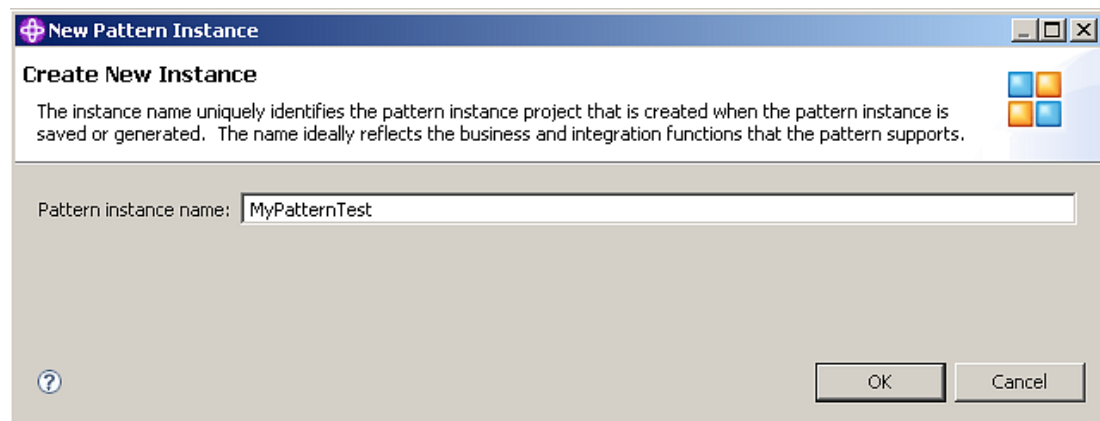 New Pattern Instance
Create New Instance
The instance name uniquely identifies the pattern instance project that is created when the pattern instance is
saved or generated.  The name ideally reflects the business and integration functions that the pattern supports.
Pattern instance name: MyPatternTest
?
OK Cancel